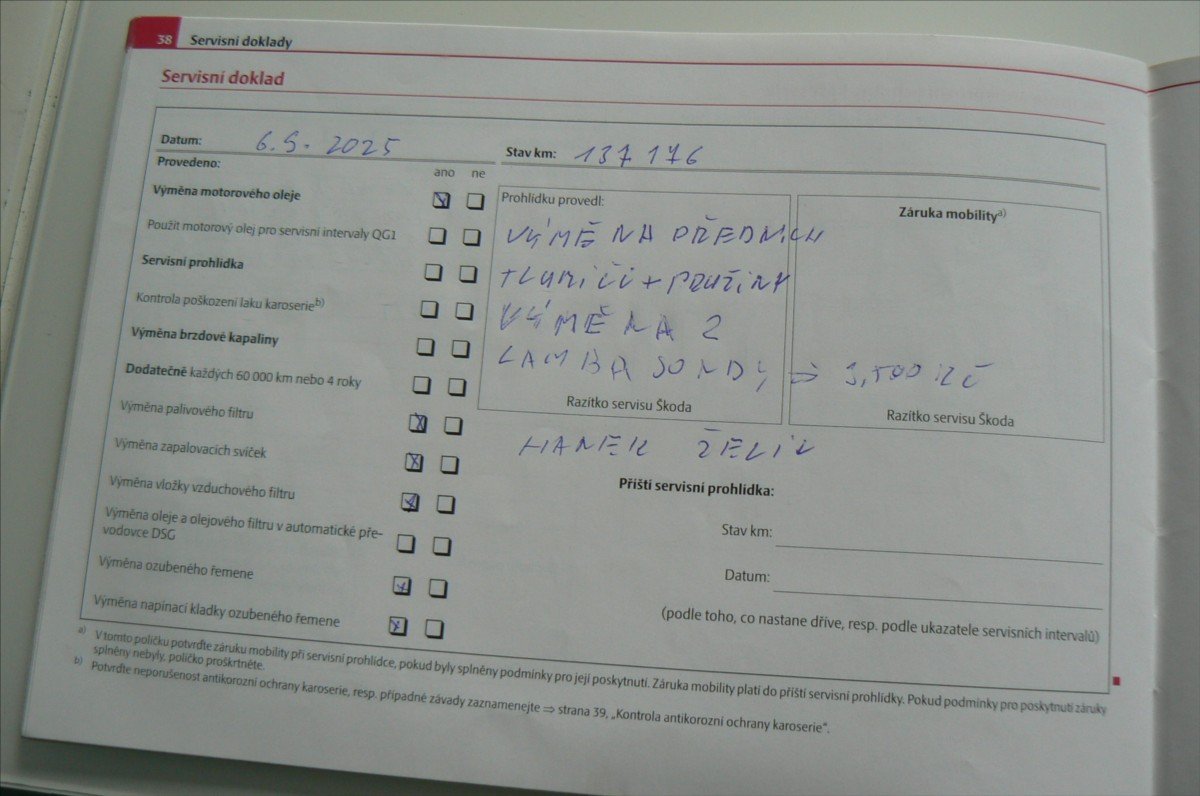 38 Servisní doklady
Servisní doklad
Datum: 6.5. 2025
Stav km: 137 176
Provedeno:
ano ne
Výměna motorového oleje
Použit motorový olej pro servisní intervaly QG1
Servisní prohlídka
Kontrola poškození laku karoserie b)
Výměna brzdové kapaliny
Dodatečně každých 60 000 km nebo 4 roky
Výměna palivového filtru
Výměna zapalovacích svíček
Výměna vložky vzduchového filtru
Výměna oleje a olejového filtru v automatické pře-
vodovce DSG
Výměna ozubeného řemene
Výměna napínací kladky ozubeného řemene
Prohlídku provedl:
VÝMĚNA PŘEDNICH
TLUMIČŮ + PRUŽINY
VÝMĚNA 2
LAMBA SONDY ⇒ 3,500 KČ
Razítko servisu Škoda
Záruka mobility a)
Razítko servisu Škoda
HANEK
Příští servisní prohlídka:
Stav km:
Datum:
(podle toho, co nastane dříve, resp. podle ukazatele servisních intervalů)
a) V tomto políčku potvrďte záruku mobility při servisní prohlídce, pokud byly splněny podmínky pro její poskytnutí. Záruka mobility platí do příští servisní prohlídky. Pokud podmínky pro poskytnutí záruky
splněny nebyly, políčko proškrtněte.
b) Potvrďte neporušenost antikorozní ochrany karoserie, resp. případné závady zaznamenejte ⇒ strana 39, „Kontrola antikorozní ochrany karoserie“.